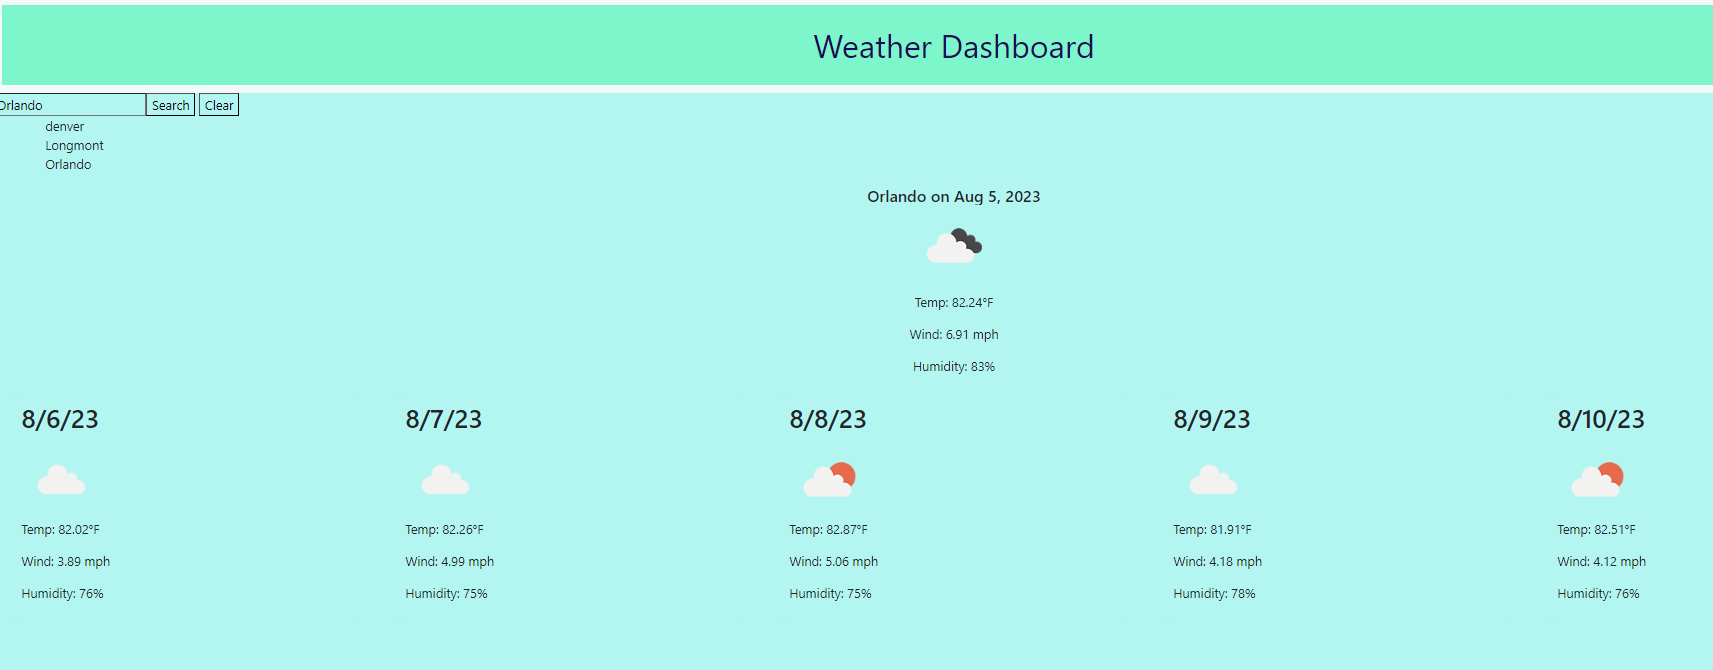 Weather Dashboard
Orlando Search Clear
denver
Longmont
Orlando
Orlando on Aug 5, 2023
Temp: 82.24°F
Wind: 6.91 mph
Humidity: 83%
8/6/23 8/7/23 8/8/23 8/9/23 8/10/23
Temp: 82.02°F Temp: 82.26°F Temp: 82.87°F Temp: 81.91°F Temp: 82.51°F
Wind: 3.89 mph Wind: 4.99 mph Wind: 5.06 mph Wind: 4.18 mph Wind: 4.12 mph
Humidity: 76% Humidity: 75% Humidity: 75% Humidity: 78% Humidity: 76%